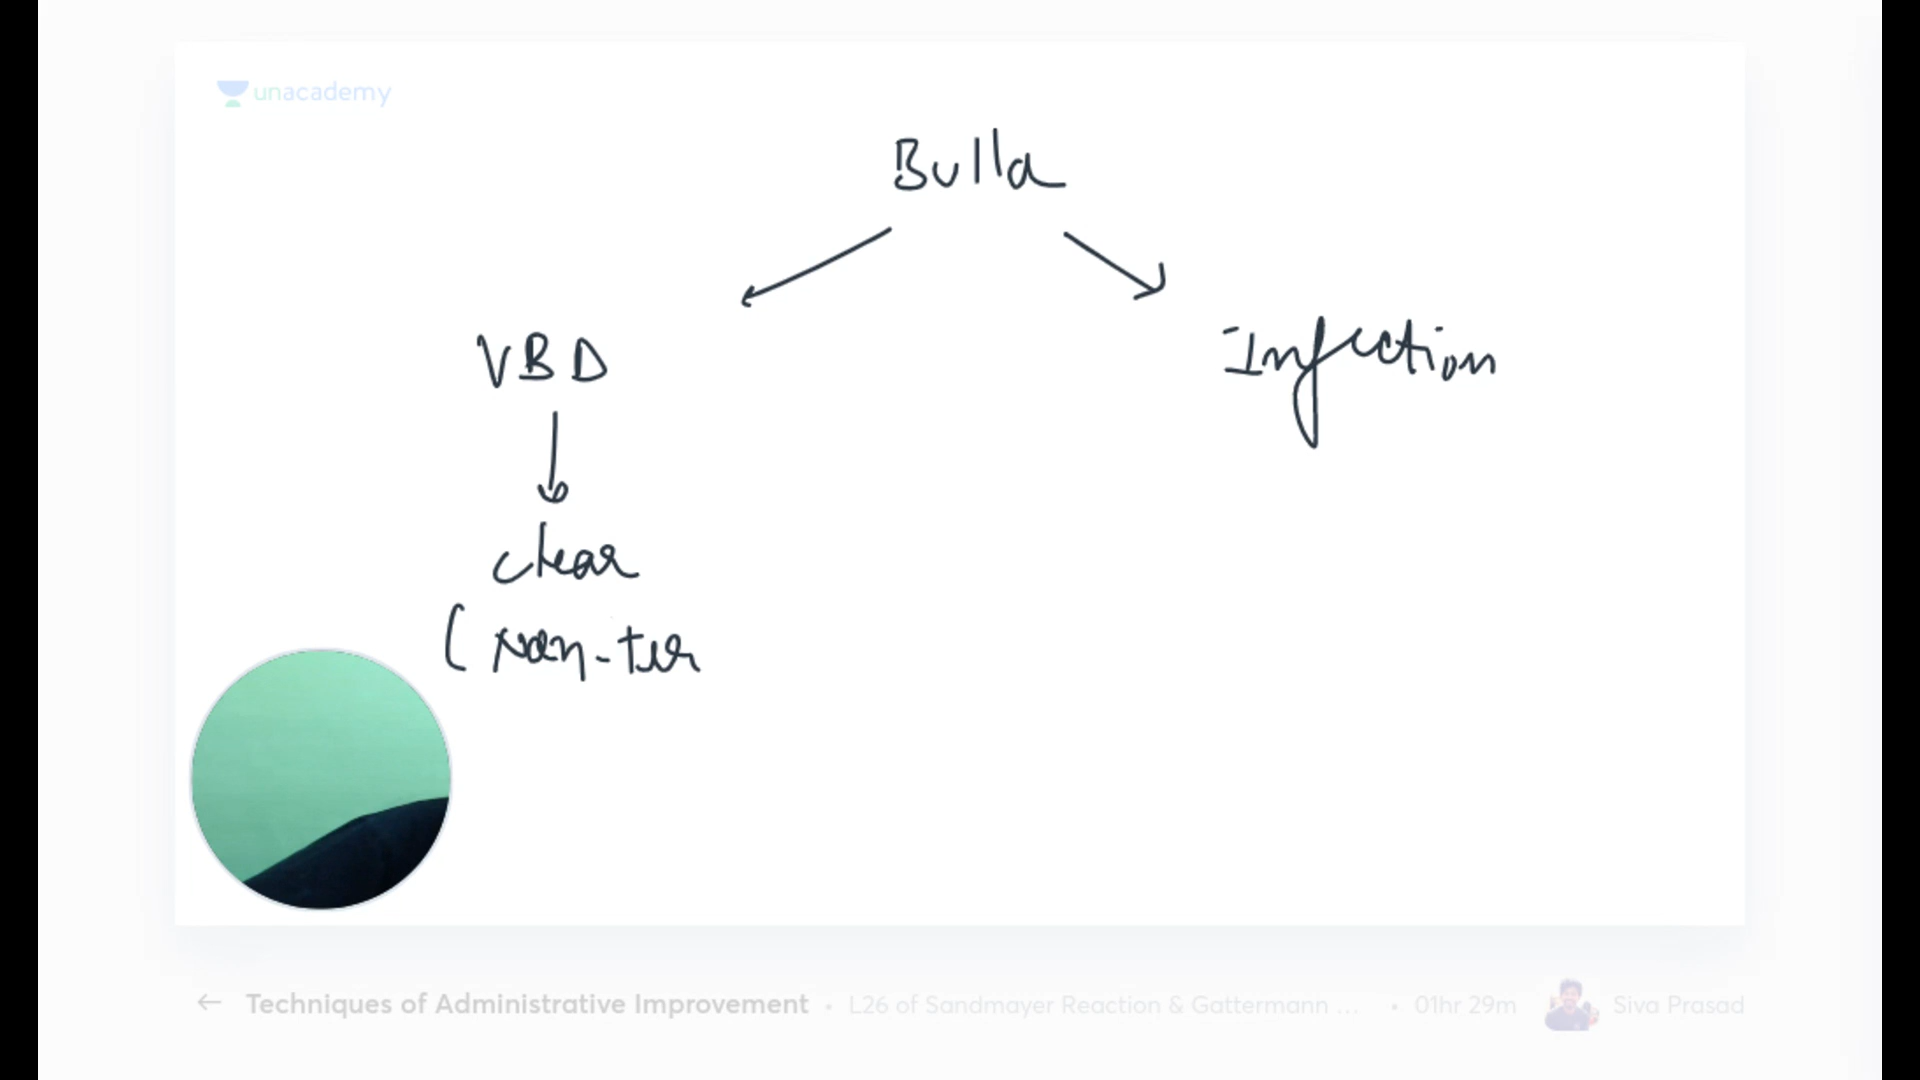 unacademy
Bulla
VBD
Infection
clear
(Non-ter
← Techniques of Administrative Improvement • L26 of Sandmayer Reaction & Gattermann ... • 01hr 29m Siva Prasad